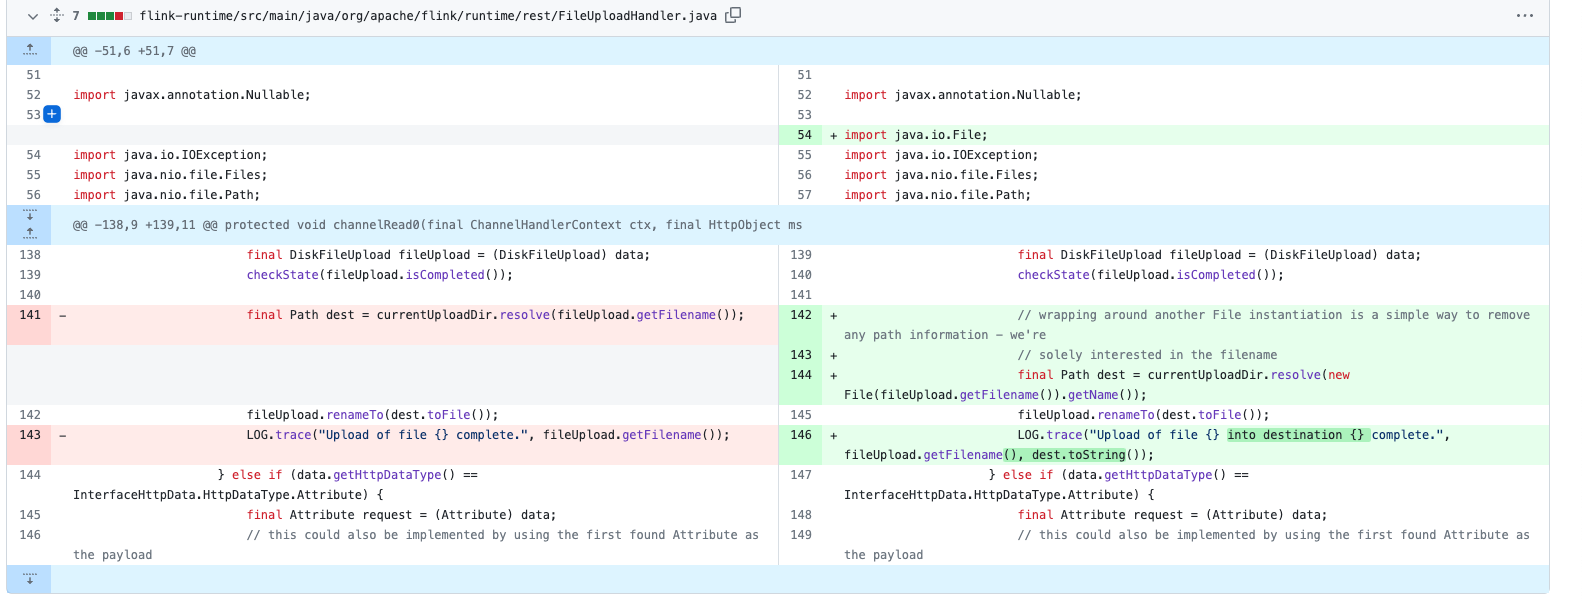 7 flink-runtime/src/main/java/org/apache/flink/runtime/rest/FileUploadHandler.java
@@ -51,6 +51,7 @@
51 51
52 import javax.annotation.Nullable; 52 import javax.annotation.Nullable;
53 + 53
54 + import java.io.File;
54 import java.io.IOException; 55 import java.io.IOException;
55 import java.nio.file.Files; 56 import java.nio.file.Files;
56 import java.nio.file.Path; 57 import java.nio.file.Path;
@@ -138,9 +139,11 @@ protected void channelRead0(final ChannelHandlerContext ctx, final HttpObject ms
138 final DiskFileUpload fileUpload = (DiskFileUpload) data; 139 final DiskFileUpload fileUpload = (DiskFileUpload) data;
139 checkState(fileUpload.isCompleted()); 140 checkState(fileUpload.isCompleted());
140 141
141 - final Path dest = currentUploadDir.resolve(fileUpload.getFilename()); 142 + // wrapping around another File instantiation is a simple way to remove
any path information - we're
143 + // solely interested in the filename
144 + final Path dest = currentUploadDir.resolve(new
File(fileUpload.getFilename()).getName());
142 fileUpload.renameTo(dest.toFile()); 145 fileUpload.renameTo(dest.toFile());
143 - LOG.trace("Upload of file {} complete.", fileUpload.getFilename()); 146 + LOG.trace("Upload of file {} into destination {} complete.",
fileUpload.getFilename(), dest.toString());
144 } else if (data.getHttpDataType() == 147 } else if (data.getHttpDataType() ==
InterfaceHttpData.HttpDataType.Attribute) { InterfaceHttpData.HttpDataType.Attribute) {
145 final Attribute request = (Attribute) data; 148 final Attribute request = (Attribute) data;
146 // this could also be implemented by using the first found Attribute as 149 // this could also be implemented by using the first found Attribute as
the payload the payload